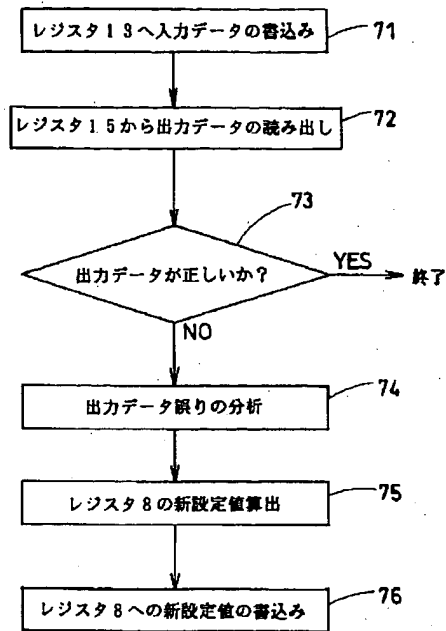 レジスタ13へ入力データの書込み
71
レジスタ15から出力データの読み出し
72
73
出力データが正しいか?
YES
終了
NO
出力データ誤りの分析
74
レジスタ8の新設定値算出
75
レジスタ8への新設定値の書込み
76